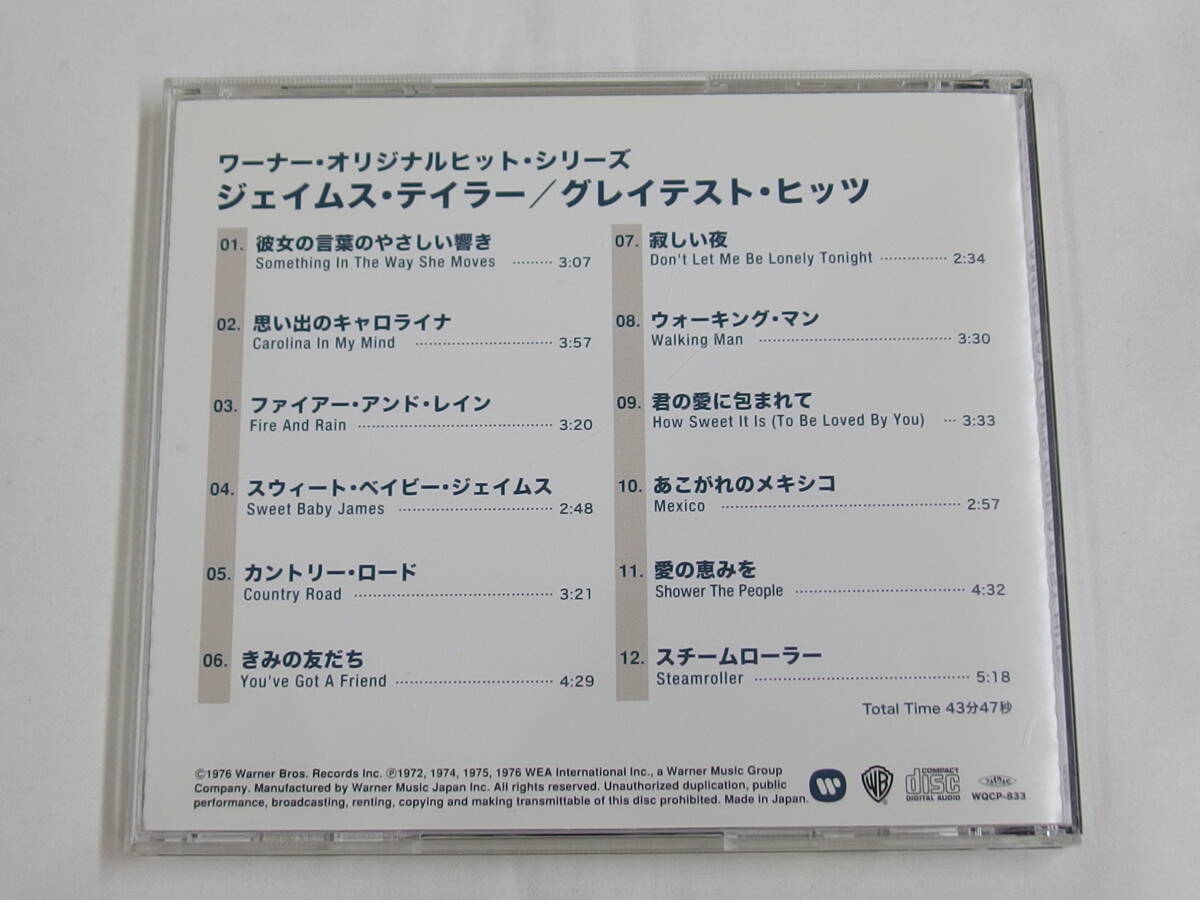 ワーナー・オリジナルヒット・シリーズ
ジェイムス・テイラー／グレイテスト・ヒッツ
01. 彼女の言葉のやさしい響き
Something In The Way She Moves ……… 3:07
02. 思い出のキャロライナ
Carolina In My Mind ……… 3:57
03. ファイアー・アンド・レイン
Fire And Rain ……… 3:20
04. スウィート・ベイビー・ジェイムス
Sweet Baby James ……… 2:48
05. カントリー・ロード
Country Road ……… 3:21
06. きみの友だち
You've Got A Friend ……… 4:29
07. 寂しい夜
Don't Let Me Be Lonely Tonight ……… 2:34
08. ウォーキング・マン
Walking Man ……… 3:30
09. 君の愛に包まれて
How Sweet It Is (To Be Loved By You) … 3:33
10. あこがれのメキシコ
Mexico ……… 2:57
11. 愛の恵みを
Shower The People ……… 4:32
12. スチームローラー
Steamroller ……… 5:18
Total Time 43分47秒
©1976 Warner Bros. Records Inc. ℗1972, 1974, 1975, 1976 WEA International Inc., a Warner Music Group
Company. Manufactured by Warner Music Japan Inc. All rights reserved. Unauthorized duplication, public
performance, broadcasting, renting, copying and making transmittable of this disc prohibited. Made in Japan.
WB
COMPACT
disc
DIGITAL AUDIO
WQCP-833